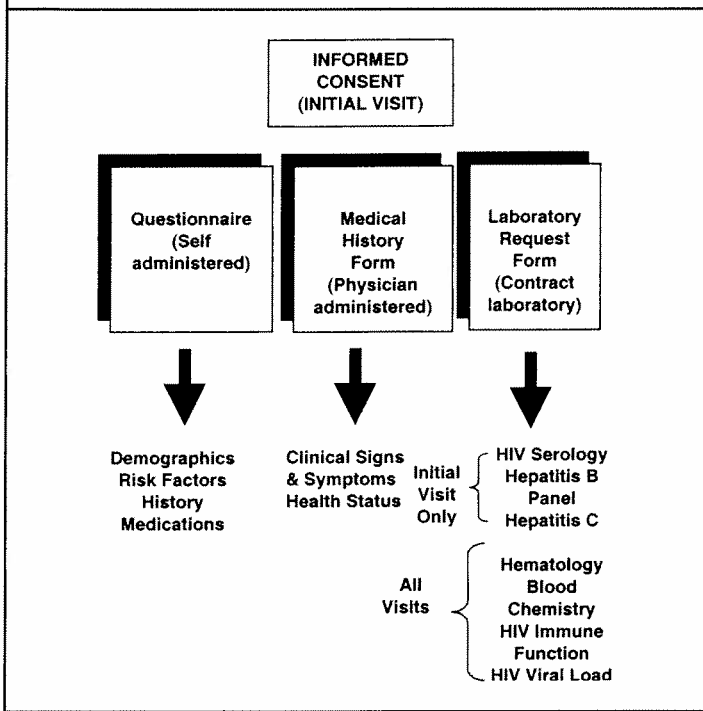 INFORMED
CONSENT
(INITIAL VISIT)
Questionnaire
(Self
administered)
Medical
History
Form
(Physician
administered)
Laboratory
Request
Form
(Contract
laboratory)
Demographics
Risk Factors
History
Medications
Clinical Signs
& Symptoms
Health Status
Initial
Visit
Only
HIV Serology
Hepatitis B
Panel
Hepatitis C
All
Visits
Hematology
Blood
Chemistry
HIV Immune
Function
HIV Viral Load